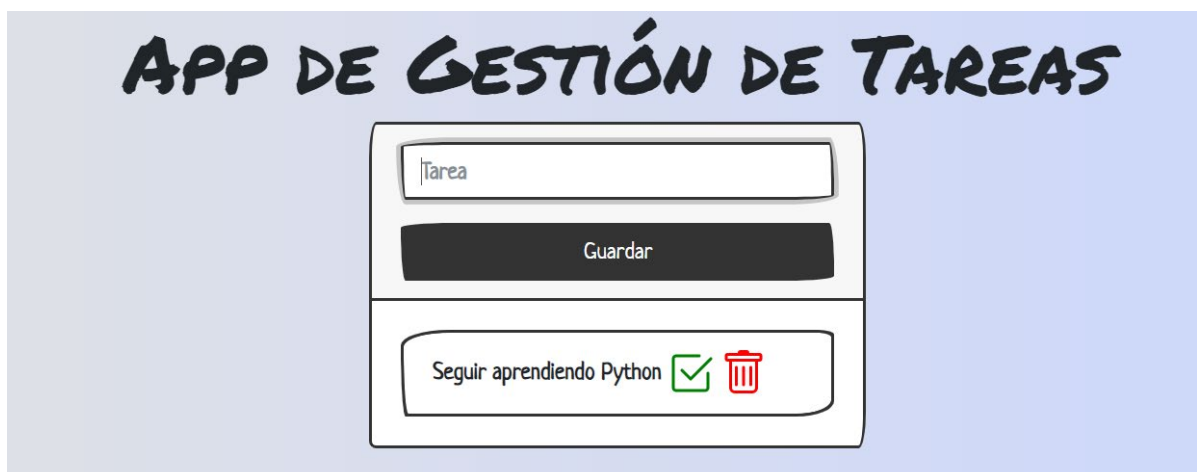 App de Gestión de Tareas
Tarea
Guardar
Seguir aprendiendo Python